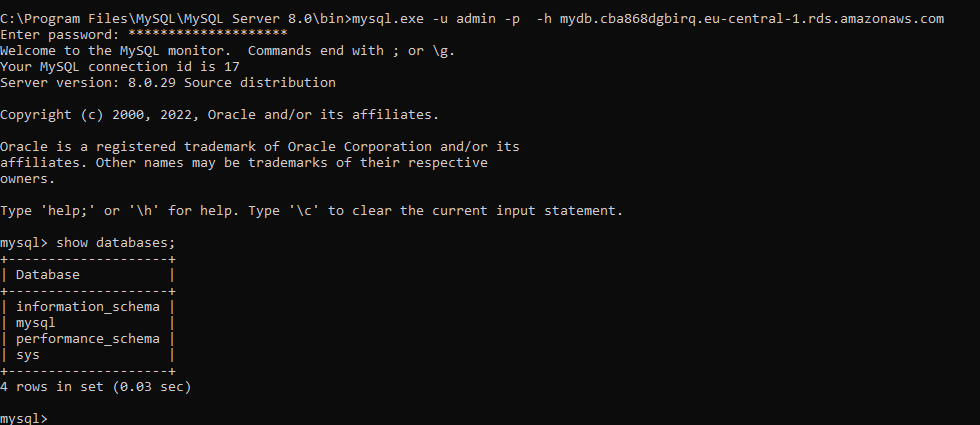 C:\Program Files\MySQL\MySQL Server 8.0\bin>mysql.exe -u admin -p  -h mydb.cba868dgbirq.eu-central-1.rds.amazonaws.com
Enter password: ********************
Welcome to the MySQL monitor.  Commands end with ; or \g.
Your MySQL connection id is 17
Server version: 8.0.29 Source distribution

Copyright (c) 2000, 2022, Oracle and/or its affiliates.

Oracle is a registered trademark of Oracle Corporation and/or its
affiliates. Other names may be trademarks of their respective
owners.

Type 'help;' or '\h' for help. Type '\c' to clear the current input statement.

mysql> show databases;
+--------------------+
| Database           |
+--------------------+
| information_schema |
| mysql              |
| performance_schema |
| sys                |
+--------------------+
4 rows in set (0.03 sec)

mysql>